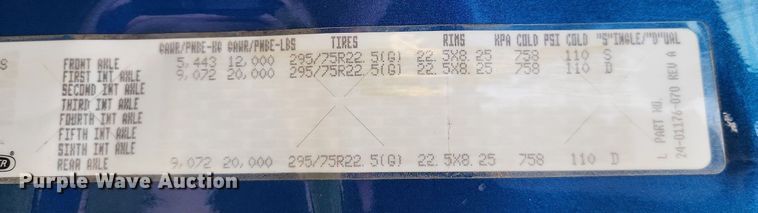 GAWR/PNBE-KG GAWR/PNBE-LBS TIRES RIMS KPA COLD PSI COLD "S"INGLE/"D"UAL
FRONT AXLE 5,443 12,000 295/75R22.5(G) 22.5X8.25 758 110 S
FIRST INT AXLE 9,072 20,000 295/75R22.5(G) 22.5X8.25 758 110 D
SECOND INT AXLE
THIRD INT AXLE
FOURTH INT AXLE
FIFTH INT AXLE
SIXTH INT AXLE
REAR AXLE 9,072 20,000 295/75R22.5(G) 22.5X8.25 758 110 D
L PART NO.
24-01176-070 REV A
Purple Wave Auction